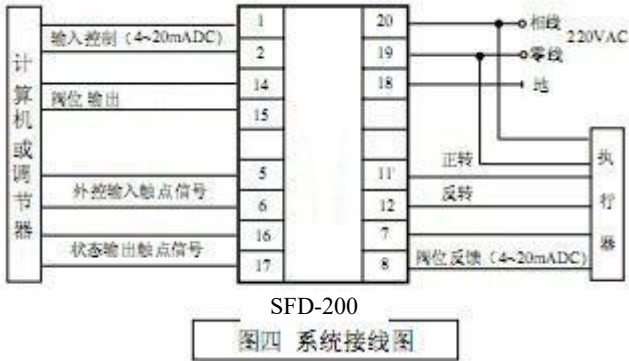 计算机或调节器
输入控制（4~20mADC）
阀位输出
外控输入触点信号
状态输出触点信号
1
2
14
15
5
6
16
17
20
19
18
11
12
7
8
相线
零线
220VAC
地
正转
反转
阀位反馈（4~20mADC）
执行器
SFD-200
图四 系统接线图